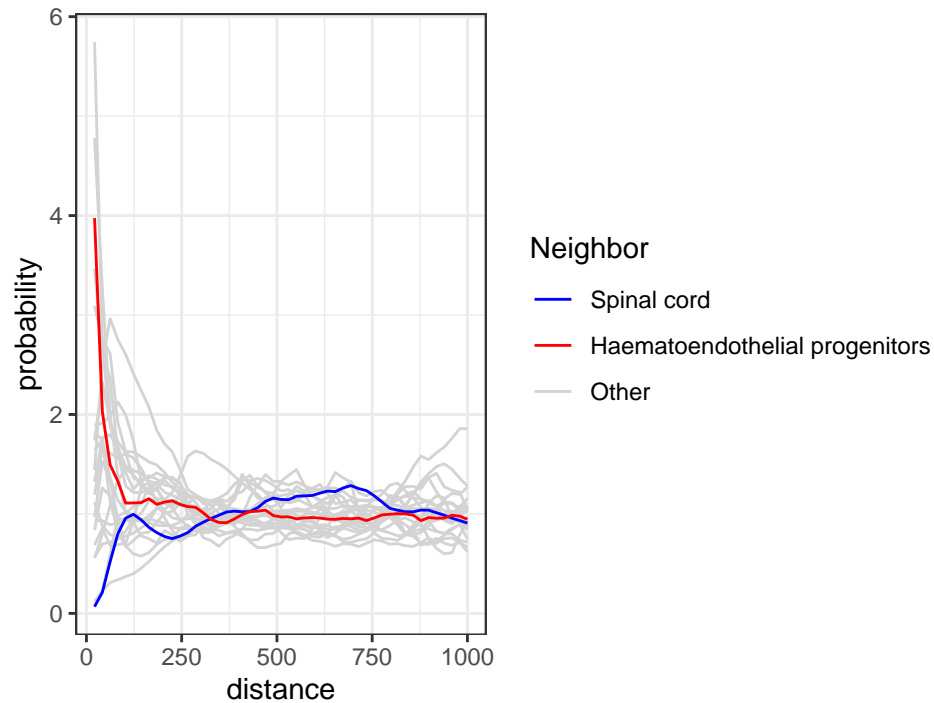 6
4
2
0
probability
0
250
500
750
1000
distance
Neighbor
Spinal cord
Haematoendothelial progenitors
Other